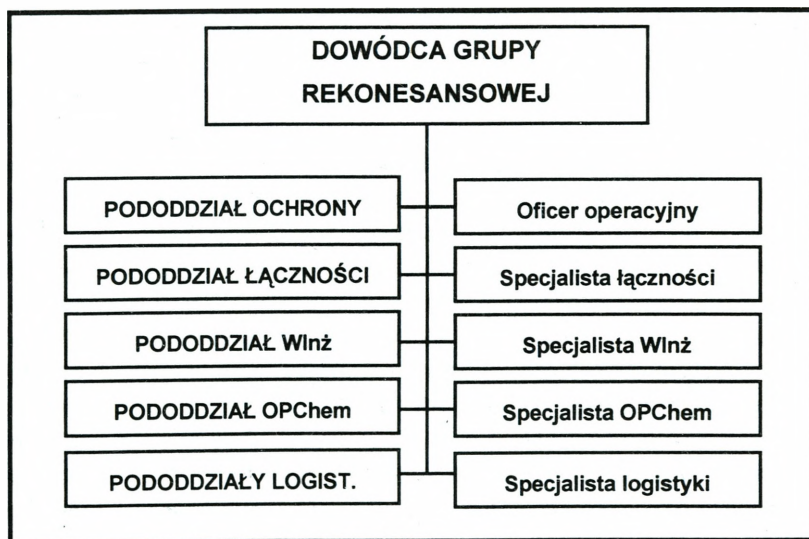 DOWÓDCA GRUPY
REKONESANSOWEJ
PODODDZIAŁ OCHRONY
Oficer operacyjny
PODODDZIAŁ ŁĄCZNOŚCI
Specjalista łączności
PODODDZIAŁ WInż
Specjalista WInż
PODODDZIAŁ OPChem
Specjalista OPChem
PODODDZIAŁY LOGIST.
Specjalista logistyki